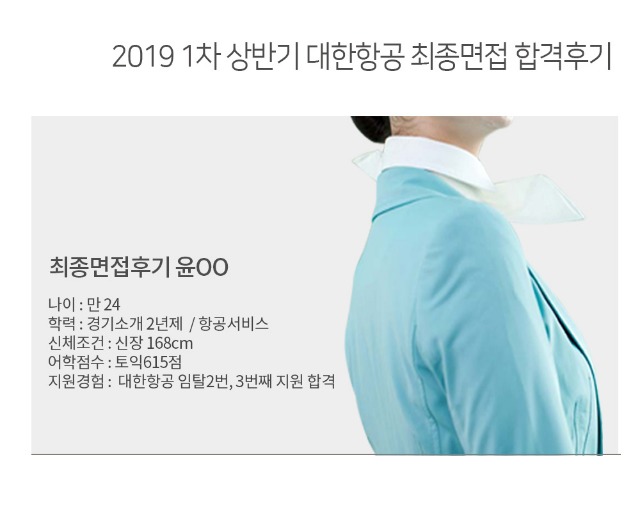 2019 1차 상반기 대한항공 최종면접 합격후기
최종면접후기 윤OO
나이 : 만 24
학력 : 경기소개 2년제 / 항공서비스
신체조건 : 신장 168cm
어학점수 : 토익615점
지원경험 : 대한항공 임탈2번, 3번째 지원 합격